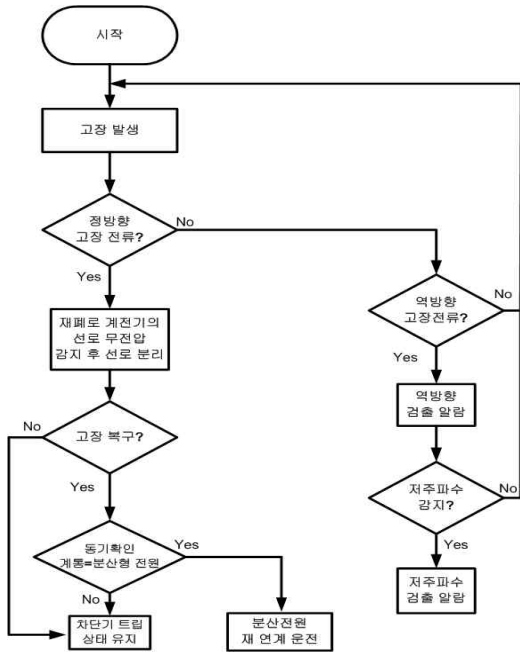 시작
고장 발생
정방향
고장 전류?
No
Yes
재폐로 계전기의
선로 무전압
감지 후 선로 분리
고장 복구?
No
Yes
동기확인
계통=분산형 전원
Yes
No
차단기 트립
상태 유지
분산전원
재 연계 운전
역방향
고장전류?
No
Yes
역방향
검출 알람
저주파수
감지?
No
Yes
저주파수
검출 알람